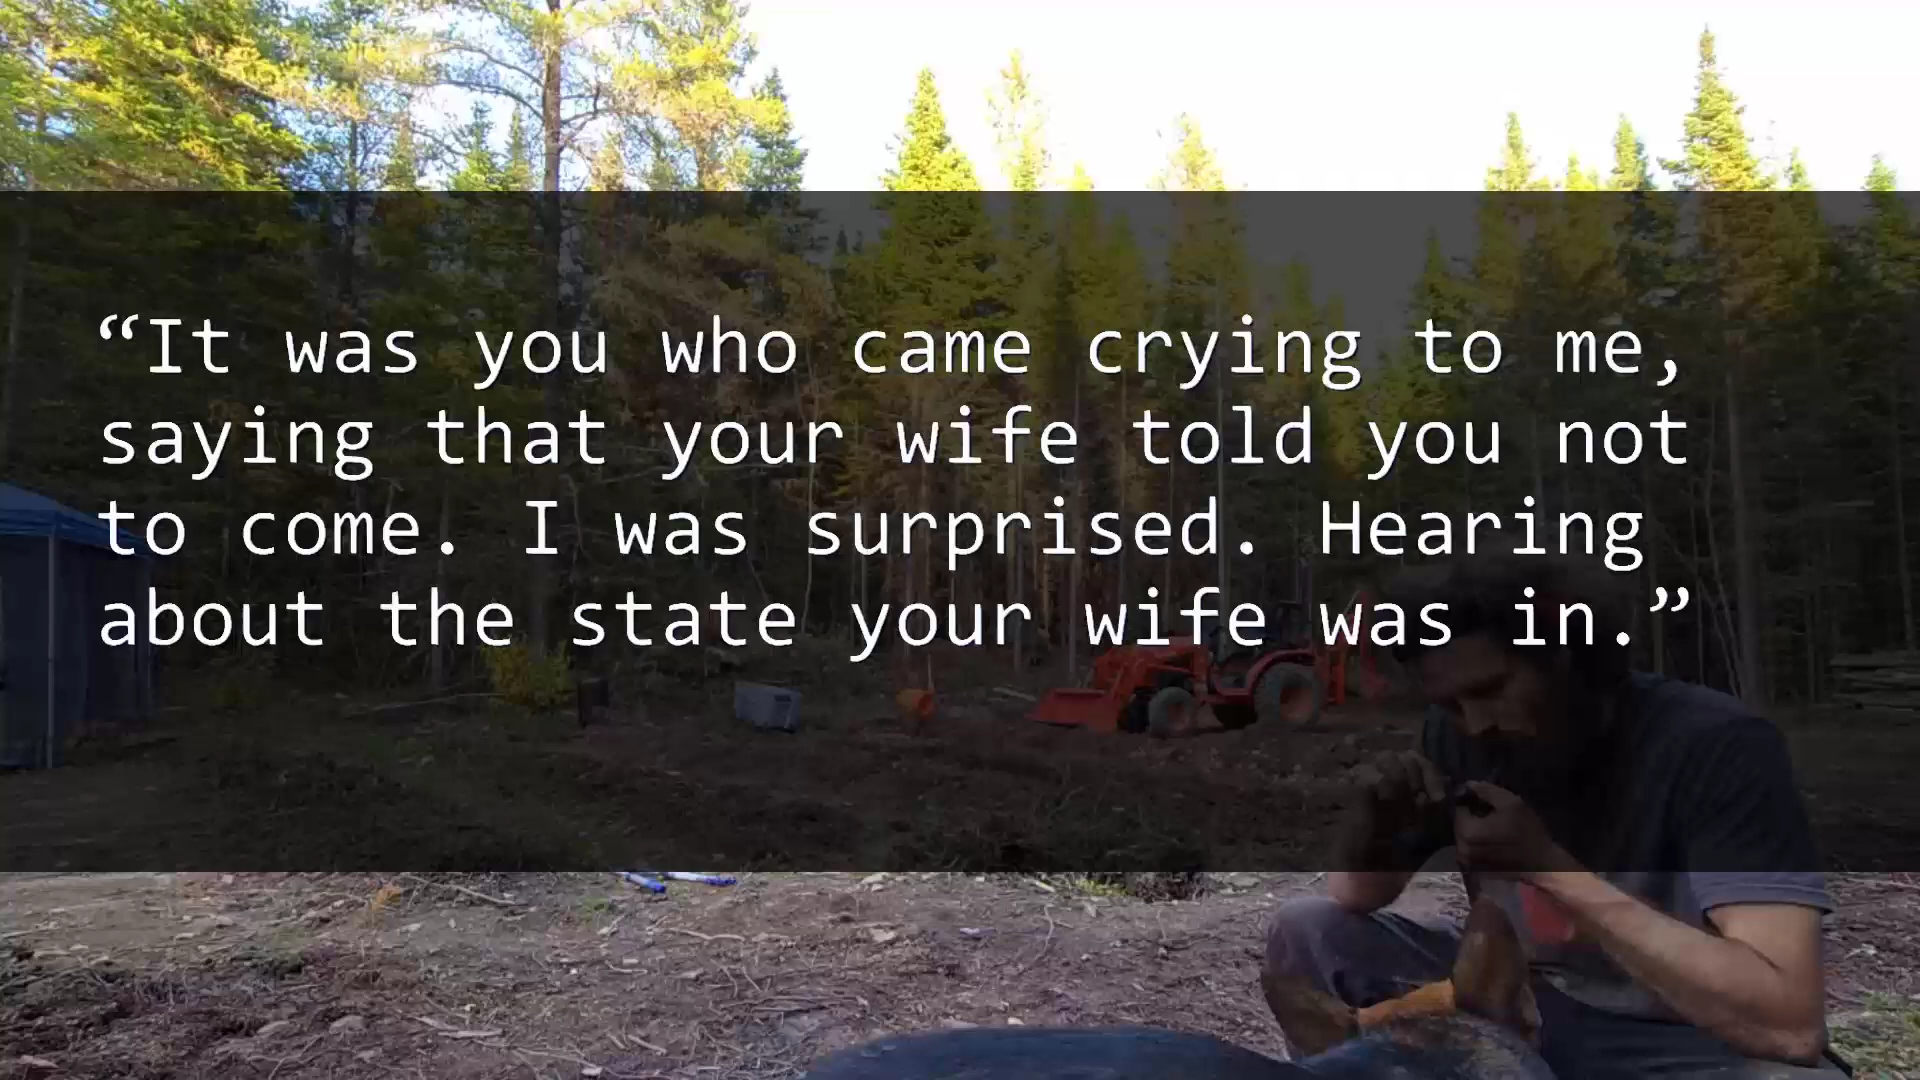 “It was you who came crying to me,
saying that your wife told you not
to come. I was surprised. Hearing
about the state your wife was in.”